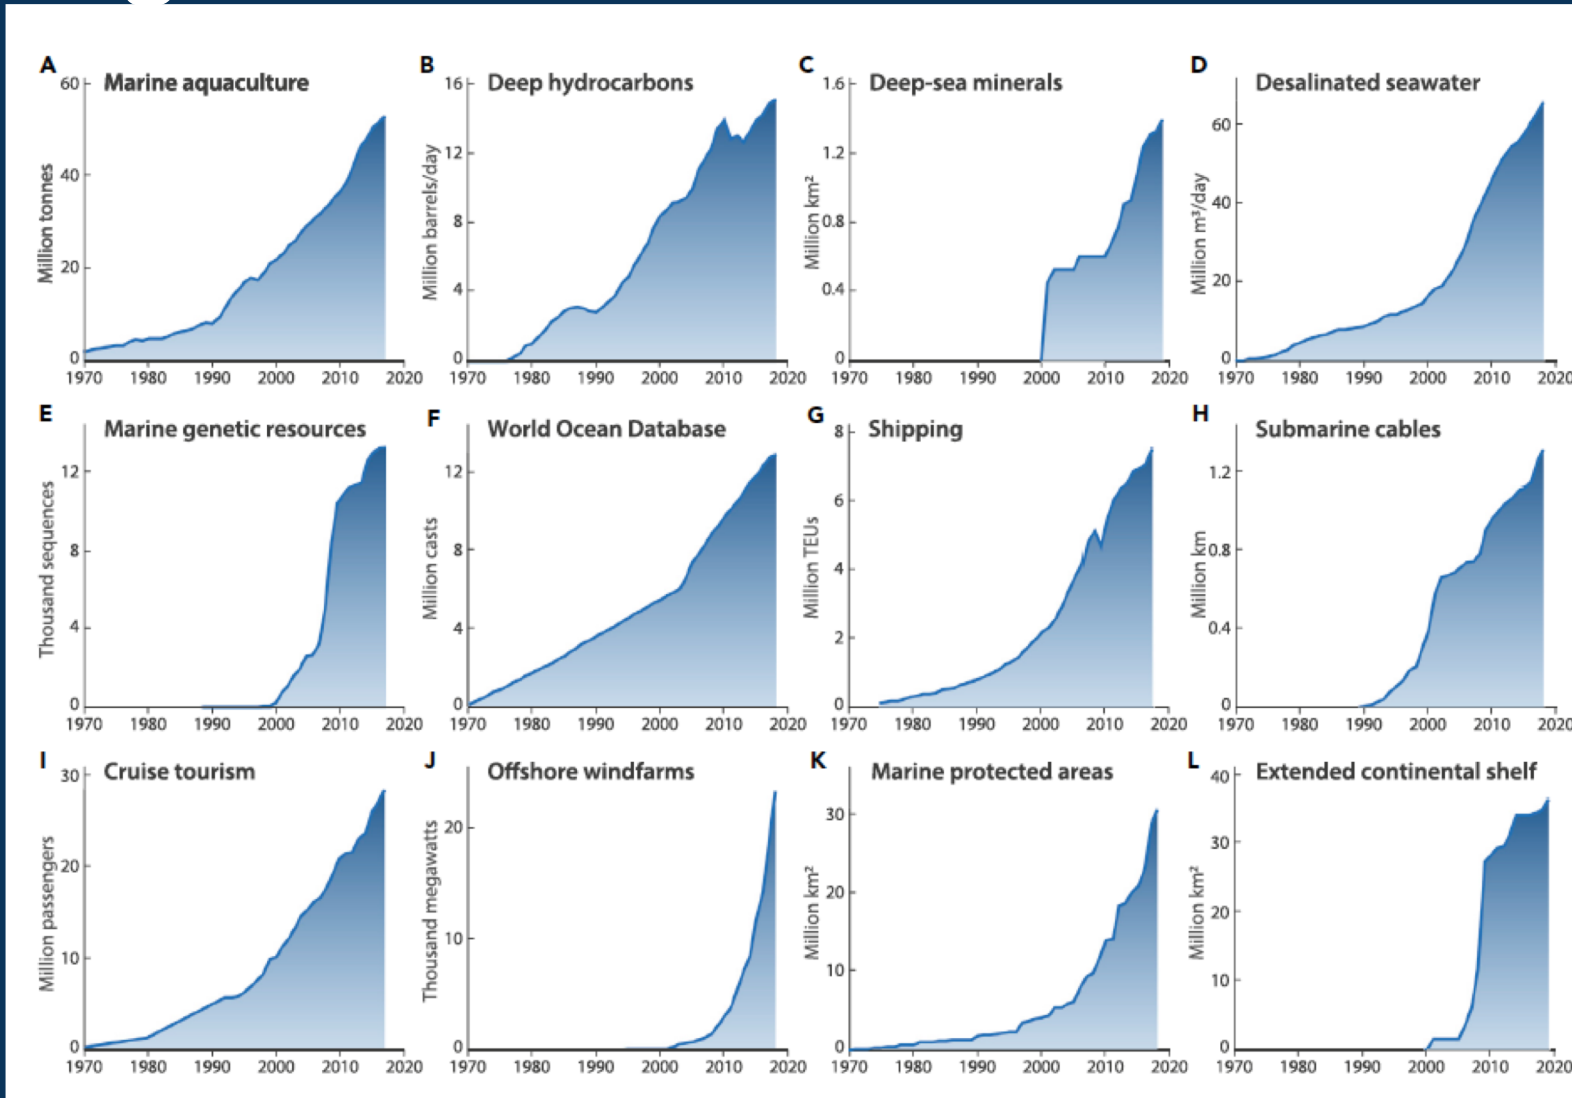 A Marine aquaculture
Million tonnes
60
40
20
0
1970 1980 1990 2000 2010 2020
B Deep hydrocarbons
Million barrels/day
16
12
8
4
0
1970 1980 1990 2000 2010 2020
C Deep-sea minerals
Million km²
1.6
1.2
0.8
0.4
0
1970 1980 1990 2000 2010 2020
D Desalinated seawater
Million m³/day
60
40
20
0
1970 1980 1990 2000 2010 2020
E Marine genetic resources
Thousand sequences
12
8
4
0
1970 1980 1990 2000 2010 2020
F World Ocean Database
Million casts
12
8
4
0
1970 1980 1990 2000 2010 2020
G Shipping
Million TEUs
8
6
4
2
0
1970 1980 1990 2000 2010 2020
H Submarine cables
Million km
1.2
0.8
0.4
0
1970 1980 1990 2000 2010 2020
I Cruise tourism
Million passengers
30
20
10
0
1970 1980 1990 2000 2010 2020
J Offshore windfarms
Thousand megawatts
20
10
0
1970 1980 1990 2000 2010 2020
K Marine protected areas
Million km²
30
20
10
0
1970 1980 1990 2000 2010 2020
L Extended continental shelf
Million km²
40
30
20
10
0
1970 1980 1990 2000 2010 2020